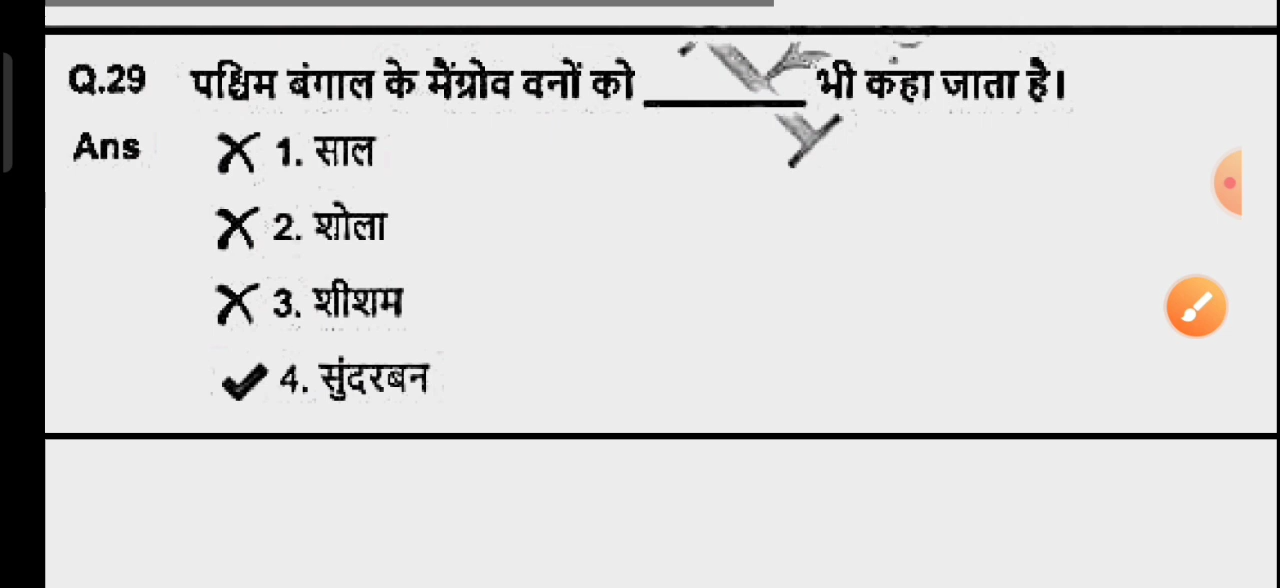 Q.29 पश्चिम बंगाल के मैंग्रोव वनों को ________ भी कहा जाता है।
Ans 1. साल
2. शोला
3. शीशम
4. सुंदरबन